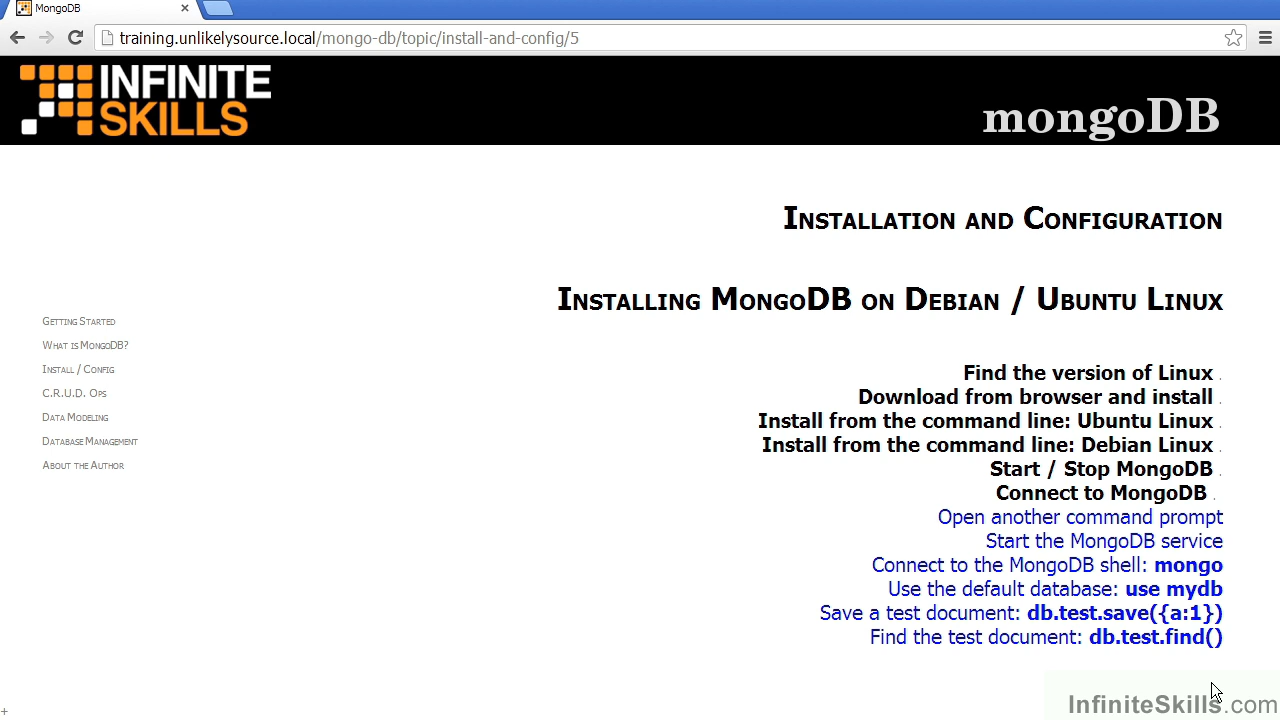 MongoDB
training.unlikelysource.local/mongo-db/topic/install-and-config/5
INFINITE
SKILLS
mongoDB
Installation and Configuration
Installing MongoDB on Debian / Ubuntu Linux
Getting Started
What is MongoDB?
Install / Config
C.R.U.D. Ops
Data Modeling
Database Management
About the Author
Find the version of Linux .
Download from browser and install .
Install from the command line: Ubuntu Linux .
Install from the command line: Debian Linux .
Start / Stop MongoDB .
Connect to MongoDB .
Open another command prompt
Start the MongoDB service
Connect to the MongoDB shell: mongo
Use the default database: use mydb
Save a test document: db.test.save({a:1})
Find the test document: db.test.find()
InfiniteSkills.com
+